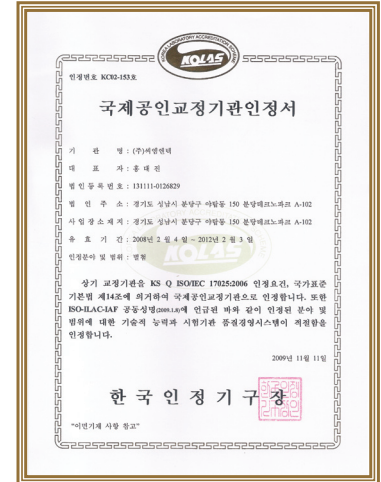 KOREA LABORATORY ACCREDITATION SCHEME
KOLAS
인정번호 KC02-153호
국제공인교정기관인정서
기 관 명 : (주)씨엠엔텍
대 표 자 : 홍 대 진
법인등록번호 : 131111-0126829
법 인 주 소 : 경기도 성남시 분당구 야탑동 150 분당테크노파크 A-102
사업장소재지 : 경기도 성남시 분당구 야탑동 150 분당테크노파크 A-102
유 효 기 간 : 2008년 2 월 4 일 ~ 2012년 2 월 3 일
인정분야 및 범위 : 별첨
KOLAS
상기 교정기관을 KS Q ISO/IEC 17025:2006 인정요건, 국가표준
기본법 제14조에 의거하여 국제공인교정기관으로 인정합니다. 또한
ISO-ILAC-IAF 공동성명(2009.1.8)에 언급된 바와 같이 인정된 분야 및
범위에 대한 기술적 능력과 시험기관 품질경영시스템이 적절함을
인정합니다.
2009년 11월 11일
한 국 인 정 기 구 장
"이면기재 사항 참고"